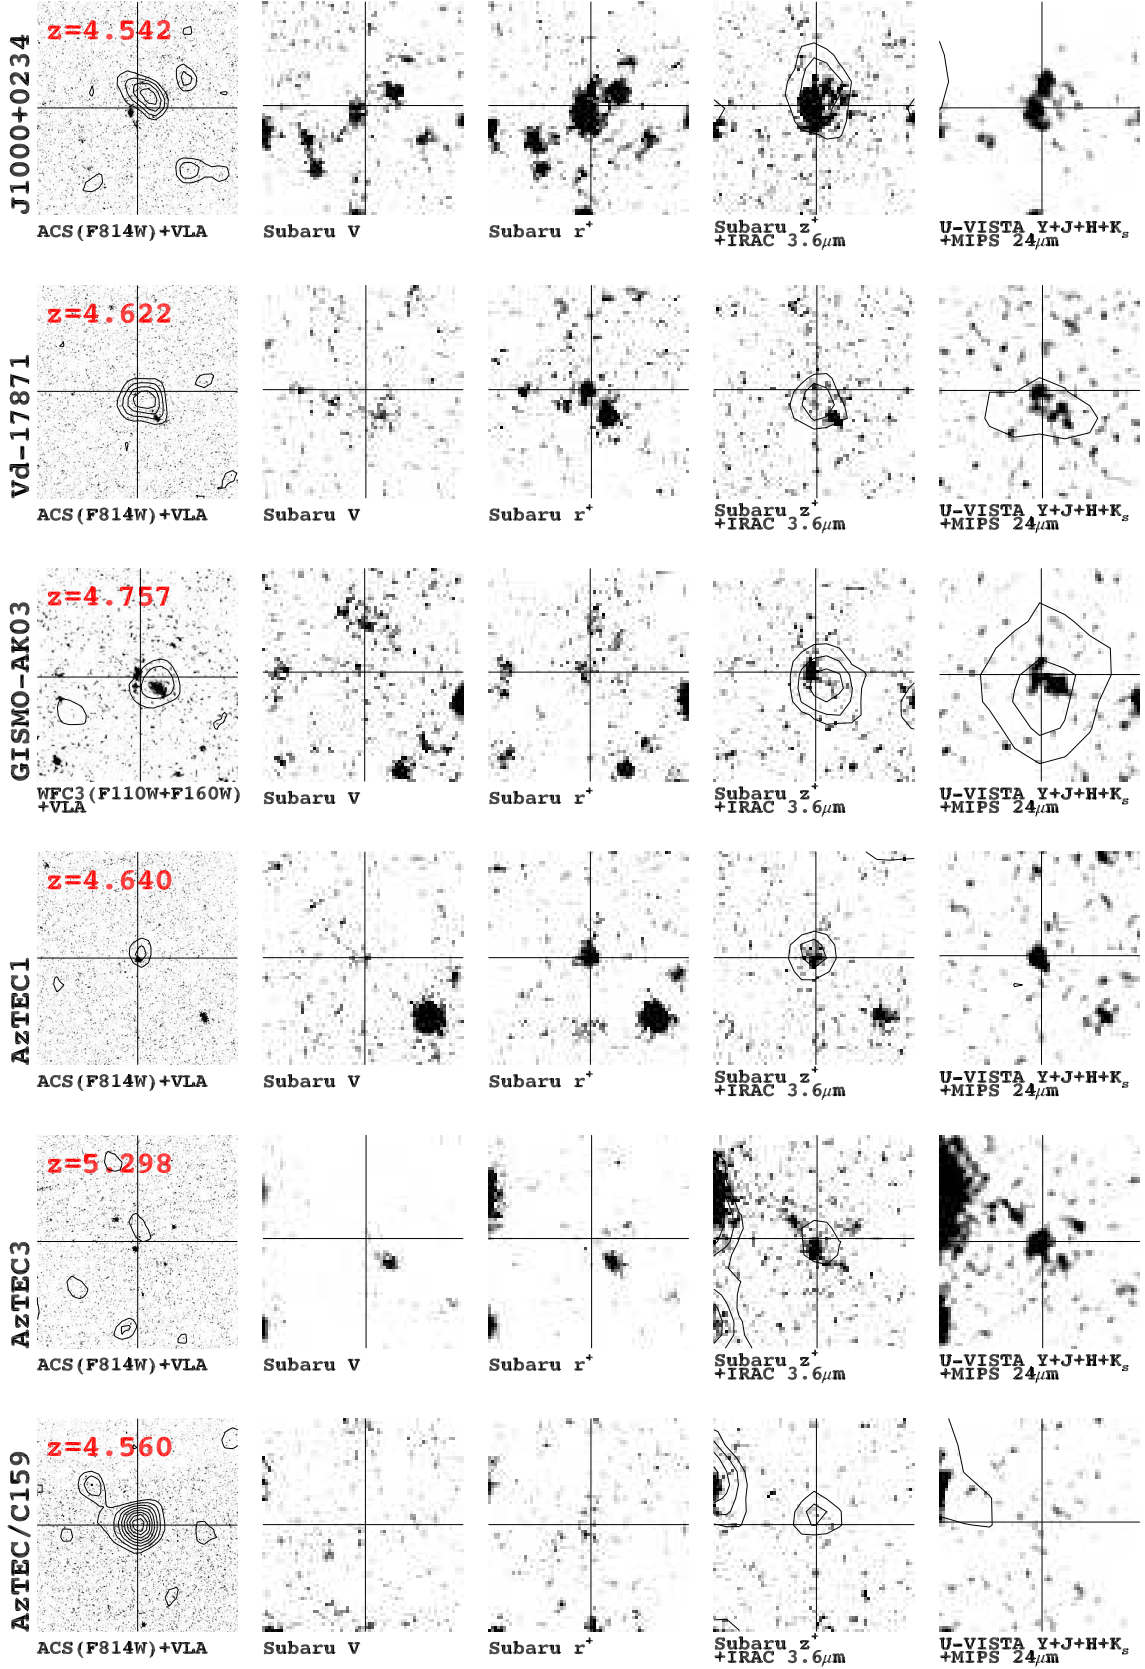 J1000+0234
z=4.542
ACS(F814W)+VLA
Subaru V
Subaru r+
Subaru z+
+IRAC 3.6μm
U-VISTA Y+J+H+Ks
+MIPS 24μm
Vd-17871
z=4.622
ACS(F814W)+VLA
Subaru V
Subaru r+
Subaru z+
+IRAC 3.6μm
U-VISTA Y+J+H+Ks
+MIPS 24μm
GISMO-AK03
z=4.757
WFC3(F110W+F160W)
+VLA
Subaru V
Subaru r+
Subaru z+
+IRAC 3.6μm
U-VISTA Y+J+H+Ks
+MIPS 24μm
AzTEC1
z=4.640
ACS(F814W)+VLA
Subaru V
Subaru r+
Subaru z+
+IRAC 3.6μm
U-VISTA Y+J+H+Ks
+MIPS 24μm
AzTEC3
z=5.298
ACS(F814W)+VLA
Subaru V
Subaru r+
Subaru z+
+IRAC 3.6μm
U-VISTA Y+J+H+Ks
+MIPS 24μm
AzTEC/C159
z=4.560
ACS(F814W)+VLA
Subaru V
Subaru r+
Subaru z+
+IRAC 3.6μm
U-VISTA Y+J+H+Ks
+MIPS 24μm